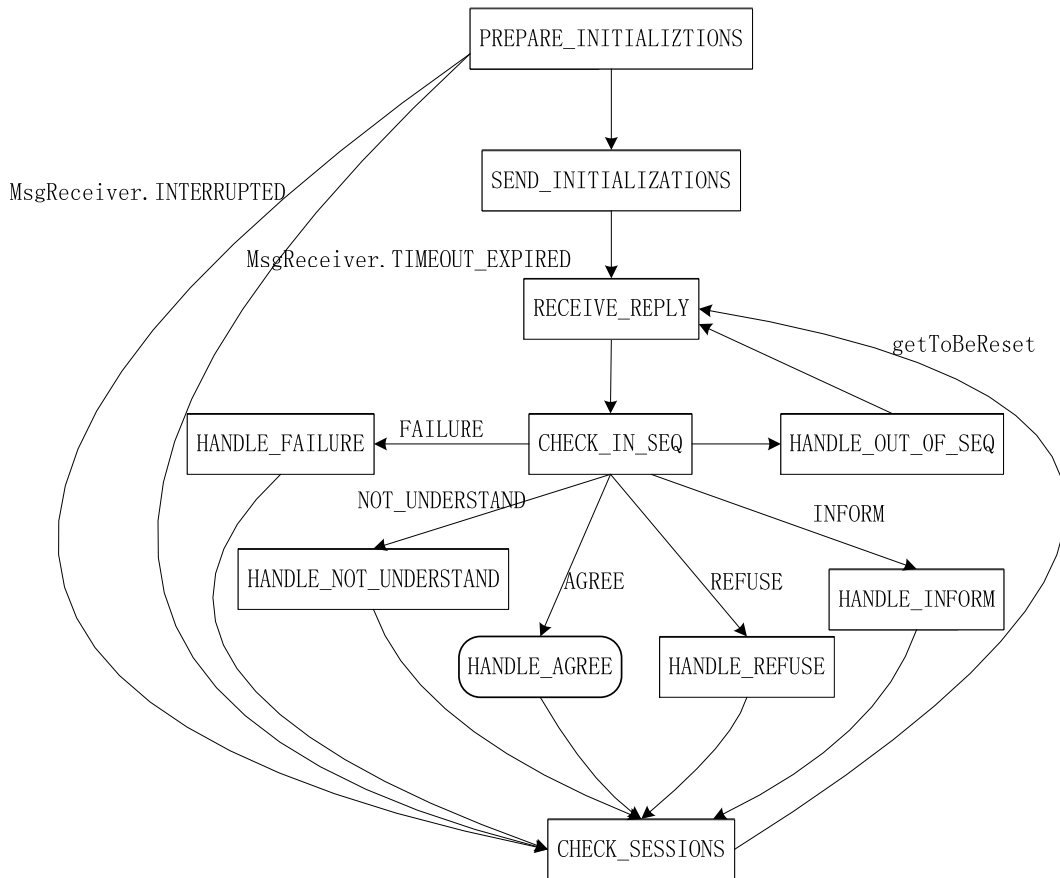 PREPARE_INITIALIZTIONS
SEND_INITIALIZATIONS
MsgReceiver.INTERRUPTED
MsgReceiver.TIMEOUT_EXPIRED
RECEIVE_REPLY
getToBeReset
HANDLE_FAILURE
FAILURE
CHECK_IN_SEQ
HANDLE_OUT_OF_SEQ
NOT_UNDERSTAND
INFORM
HANDLE_NOT_UNDERSTAND
AGREE
REFUSE
HANDLE_INFORM
HANDLE_AGREE
HANDLE_REFUSE
CHECK_SESSIONS